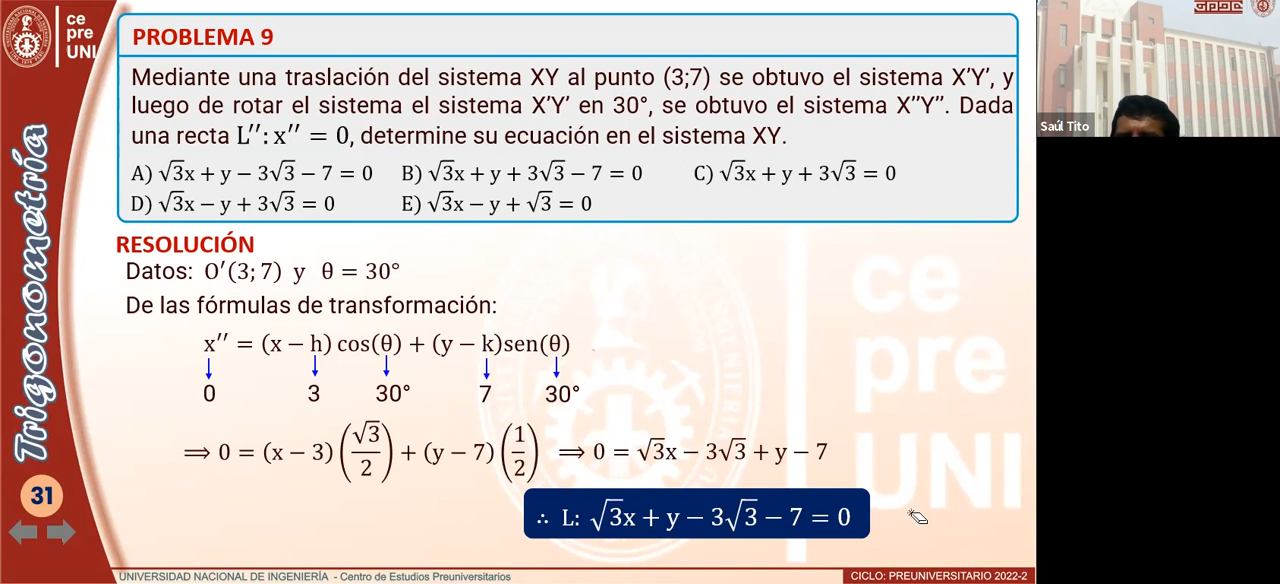 ce
pre
UNI
PROBLEMA 9
Mediante una traslación del sistema XY al punto (3;7) se obtuvo el sistema X’Y’, y
luego de rotar el sistema el sistema X’Y’ en 30°, se obtuvo el sistema X’’Y’’. Dada
una recta L′′: x′′ = 0, determine su ecuación en el sistema XY.
A) √3x + y − 3√3 − 7 = 0 B) √3x + y + 3√3 − 7 = 0 C) √3x + y + 3√3 = 0
D) √3x − y + 3√3 = 0 E) √3x − y + √3 = 0
RESOLUCIÓN
Datos: O′(3; 7) y θ = 30°
De las fórmulas de transformación:
x′′ = (x − h) cos(θ) + (y − k)sen(θ)
0 3 30° 7 30°
⟹ 0 = (x − 3)(√3/2) + (y − 7)(1/2) ⟹ 0 = √3x − 3√3 + y − 7
∴ L: √3x + y − 3√3 − 7 = 0
Trigonometría
31
ce
pre
UNI
UNIVERSIDAD NACIONAL DE INGENIERÍA - Centro de Estudios Preuniversitarios
CICLO: PREUNIVERSITARIO 2022-2
Saúl Tito